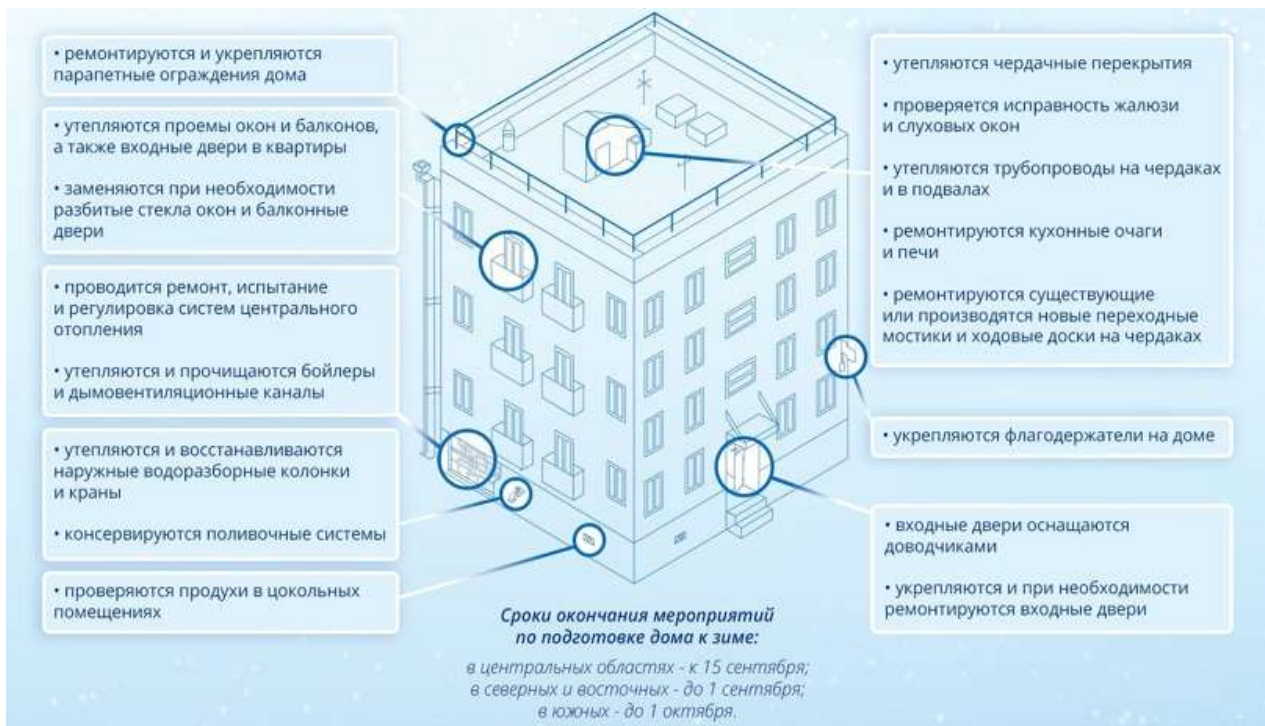 • ремонтируются и укрепляются
парапетные ограждения дома
• утепляются проемы окон и балконов,
а также входные двери в квартиры
• заменяются при необходимости
разбитые стекла окон и балконные
двери
• проводится ремонт, испытание
и регулировка систем центрального
отопления
• утепляются и прочищаются бойлеры
и дымовентиляционные каналы
• утепляются и восстанавливаются
наружные водоразборные колонки
и краны
• консервируются поливочные системы
• проверяются продухи в цокольных
помещениях
• утепляются чердачные перекрытия
• проверяется исправность жалюзи
и слуховых окон
• утепляются трубопроводы на чердаках
и в подвалах
• ремонтируются кухонные очаги
и печи
• ремонтируются существующие
или производятся новые переходные
мостики и ходовые доски на чердаках
• укрепляются флагодержатели на доме
• входные двери оснащаются
доводчиками
• укрепляются и при необходимости
ремонтируются входные двери
Сроки окончания мероприятий
по подготовке дома к зиме:
в центральных областях - к 15 сентября;
в северных и восточных - до 1 сентября;
в южных - до 1 октября.